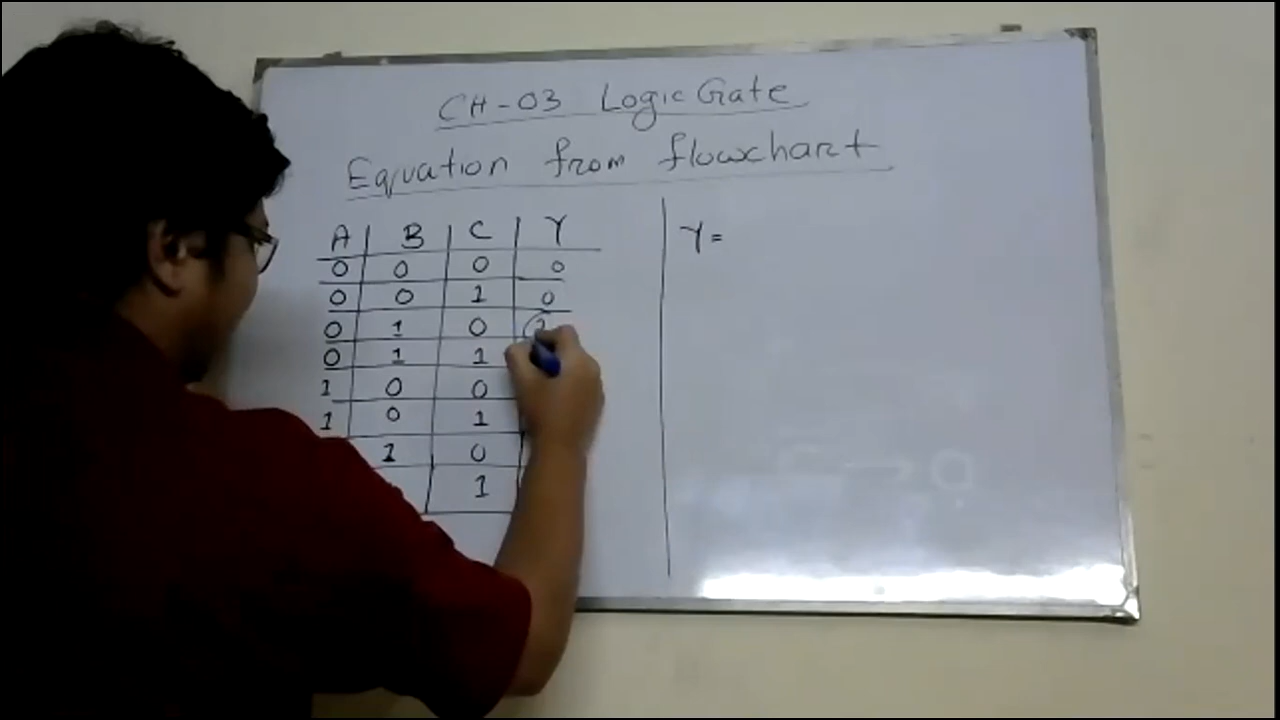 CH-03 Logic Gate
Equation from flowchart
A B C Y
0 0 0 0
0 0 1 0
0 1 0 1
0 1 1
1 0 0
1 0 1
1 0
1
Y =